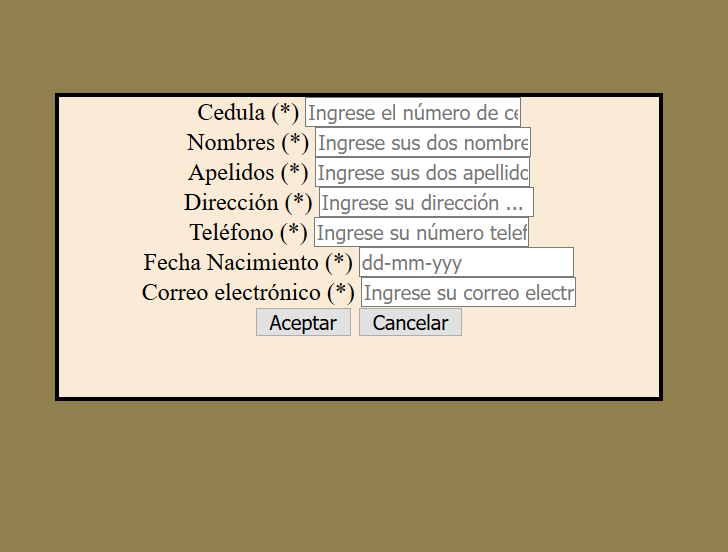 Cedula (*) Ingrese el número de ce
Nombres (*) Ingrese sus dos nombre
Apelidos (*) Ingrese sus dos apellido
Dirección (*) Ingrese su dirección ...
Teléfono (*) Ingrese su número telef
Fecha Nacimiento (*) dd-mm-yyy
Correo electrónico (*) Ingrese su correo electr
Aceptar Cancelar